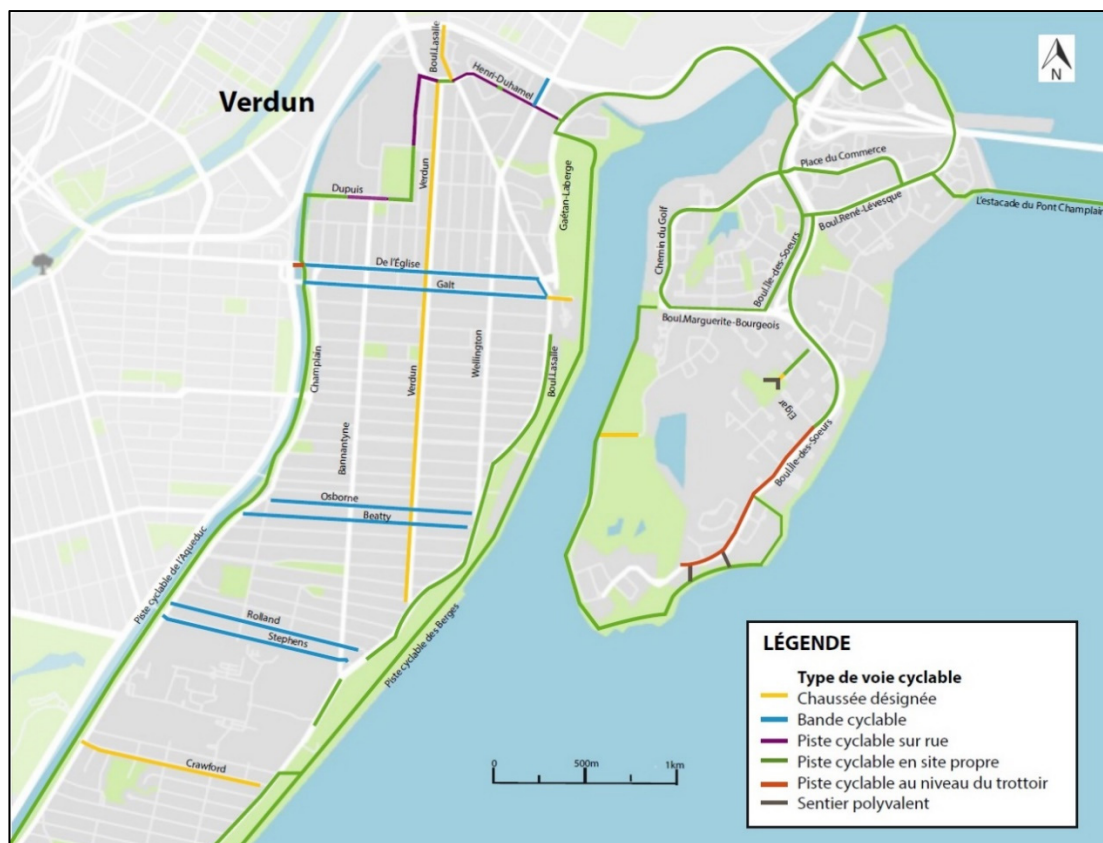 Boul.Lasalle
N
Verdun
Henri-Duhamel
Place du Commerce
Verdun
Gaétan-Laberge
Dupuis
L'estacade du Pont Champlain
Boul.René-Lévesque
Chemin du Golf
Boul.Île-des-Soeurs
De l'Église
Galt
Boul.Marguerite-Bourgeois
Wellington
Champlain
Verdun
Boul.Lasalle
Elgar
Bannantyne
Boul.Île-des-Soeurs
Osborne
Beatty
Piste cyclable de l'Aqueduc
Rolland
Stephens
Piste cyclable des Berges
Crawford
0 500m 1km
LÉGENDE
Type de voie cyclable
Chaussée désignée
Bande cyclable
Piste cyclable sur rue
Piste cyclable en site propre
Piste cyclable au niveau du trottoir
Sentier polyvalent